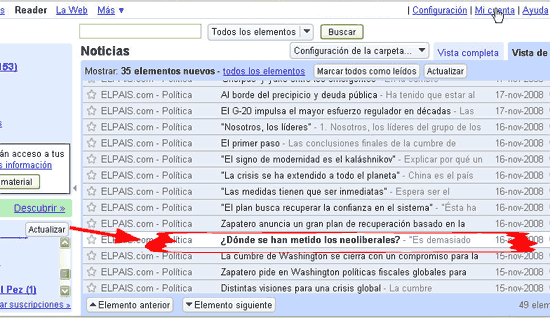 s Reader La Web Más ▼ | Configuración | Mi cuenta | Ayuda
Todos los elementos ▼ Buscar
Noticias Configuración de la carpeta... ▼ Vista completa Vista de
Mostrar: 35 elementos nuevos - todos los elementos Marcar todos como leídos Actualizar
ELPAIS.com - Política Al borde del precipicio y deuda pública - Ha tenido que estar al 17-nov-2008
ELPAIS.com - Política El G-20 impulsa el mayor esfuerzo regulador en décadas - Las 17-nov-2008
ELPAIS.com - Política "Nosotros, los líderes" - 1. Nosotros, los líderes del grupo de los 16-nov-2008
ELPAIS.com - Política El primer paso - Las conclusiones finales de la cumbre de 16-nov-2008
ELPAIS.com - Política "El signo de modernidad es el kaláshnikov" - Explicar por qué un 16-nov-2008
ELPAIS.com - Política "La crisis se ha extendido a todo el planeta" - China es el país 16-nov-2008
ELPAIS.com - Política "Las medidas tienen que ser inmediatas" - Espera ser el 16-nov-2008
ELPAIS.com - Política "El plan busca recuperar la confianza en el sistema" - "Ésta ha 16-nov-2008
ELPAIS.com - Política Zapatero anuncia un gran plan de recuperación basado en la 16-nov-2008
ELPAIS.com - Política ¿Dónde se han metido los neoliberales? - "Es demasiado 16-nov-2008
ELPAIS.com - Política La cumbre de Washington se cierra con un compromiso para la 15-nov-2008
ELPAIS.com - Política Zapatero pide en Washington políticas fiscales globales para 15-nov-2008
ELPAIS.com - Política Distintas visiones para una crisis global - La cumbre 15-nov-2008
▲ Elemento anterior ▼ Elemento siguiente 49 elem
153)
án acceso a tus
s información
material
Descubrir »
Actualizar
l Pez (1)
ar suscripciones »